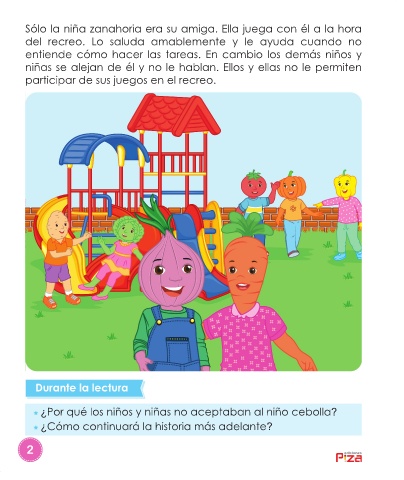 Sólo la niña zanahoria era su amiga. Ella juega con él a la hora
del recreo. Lo saluda amablemente y le ayuda cuando no
entiende cómo hacer las tareas. En cambio los demás niños y
niñas se alejan de él y no le hablan. Ellos y ellas no le permiten
participar de sus juegos en el recreo.
Durante la lectura
¿Por qué los niños y niñas no aceptaban al niño cebolla?
¿Cómo continuará la historia más adelante?
2
Piza